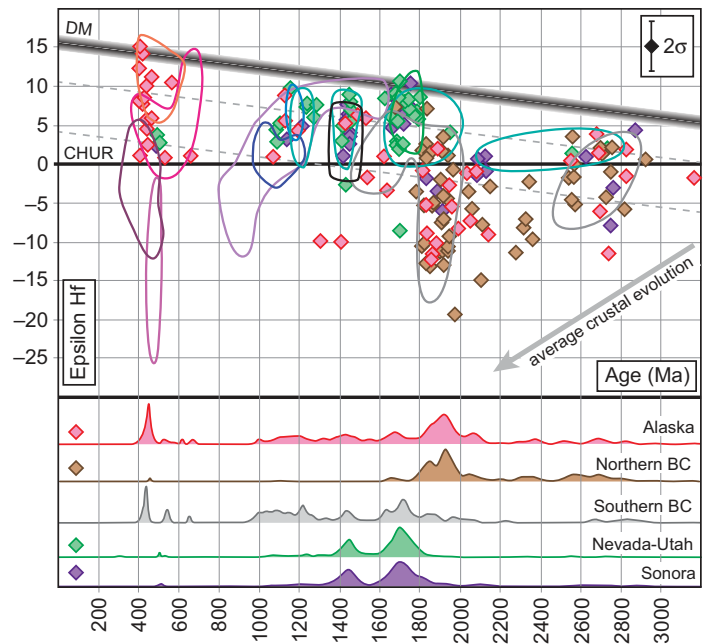 DM
15
10
5
CHUR
0
−5
−10
−15
−20
−25
2σ
Epsilon Hf
average crustal evolution
Age (Ma)
Alaska
Northern BC
Southern BC
Nevada-Utah
Sonora
200 400 600 800 1000 1200 1400 1600 1800 2000 2200 2400 2600 2800 3000